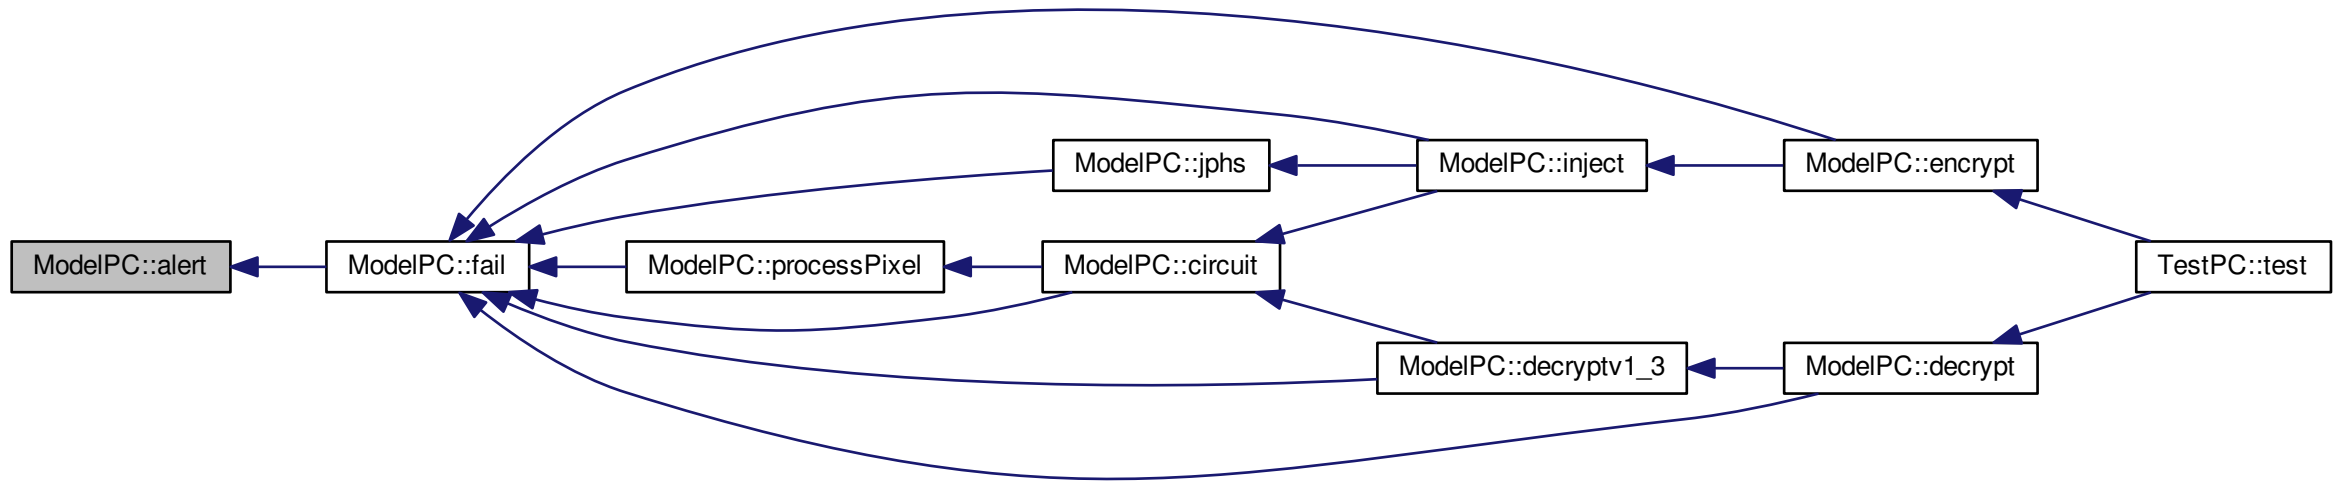 ModelPC::alert
ModelPC::fail
ModelPC::jphs
ModelPC::processPixel
ModelPC::circuit
ModelPC::inject
ModelPC::decryptv1_3
ModelPC::encrypt
ModelPC::decrypt
TestPC::test